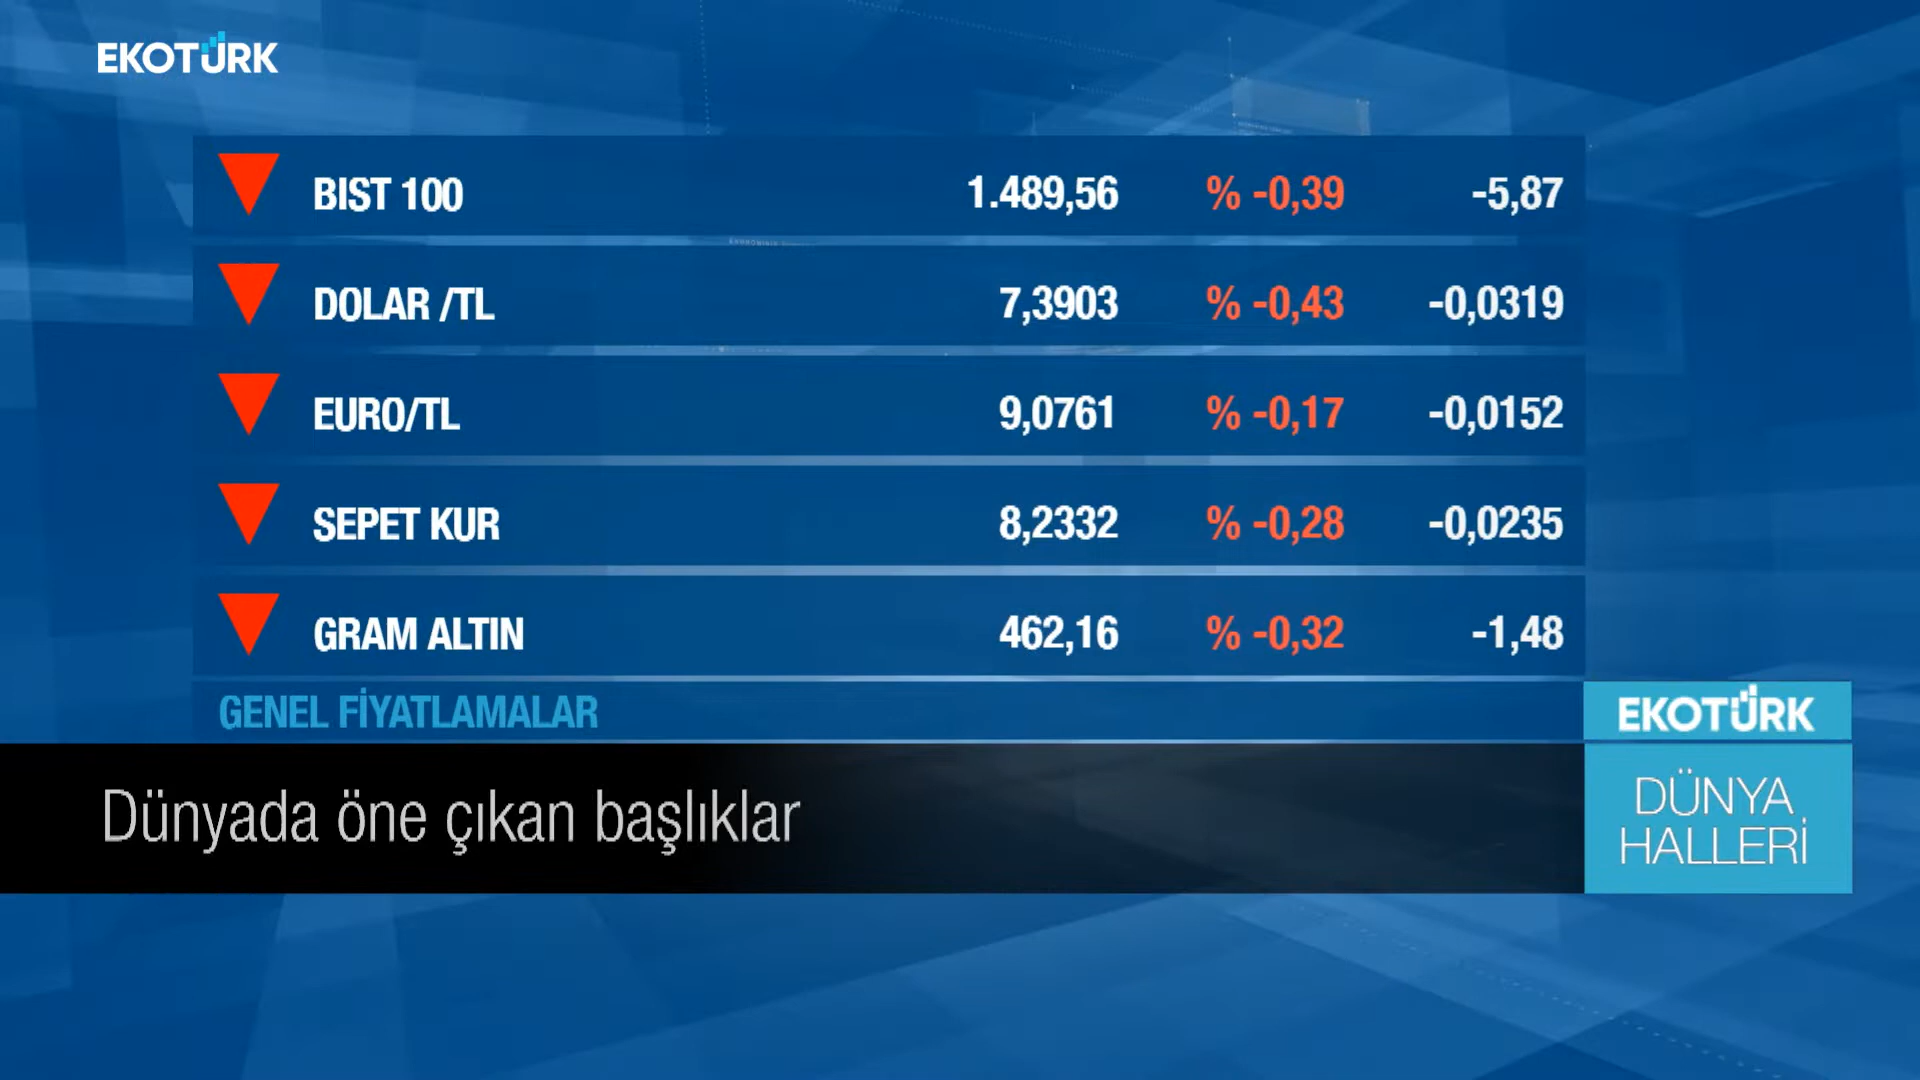 EKOTÜRK
BIST 100 1.489,56 % -0,39 -5,87
DOLAR /TL 7,3903 % -0,43 -0,0319
EURO/TL 9,0761 % -0,17 -0,0152
SEPET KUR 8,2332 % -0,28 -0,0235
GRAM ALTIN 462,16 % -0,32 -1,48
GENEL FİYATLAMALAR
EKOTÜRK
Dünyada öne çıkan başlıklar
DÜNYA
HALLERİ